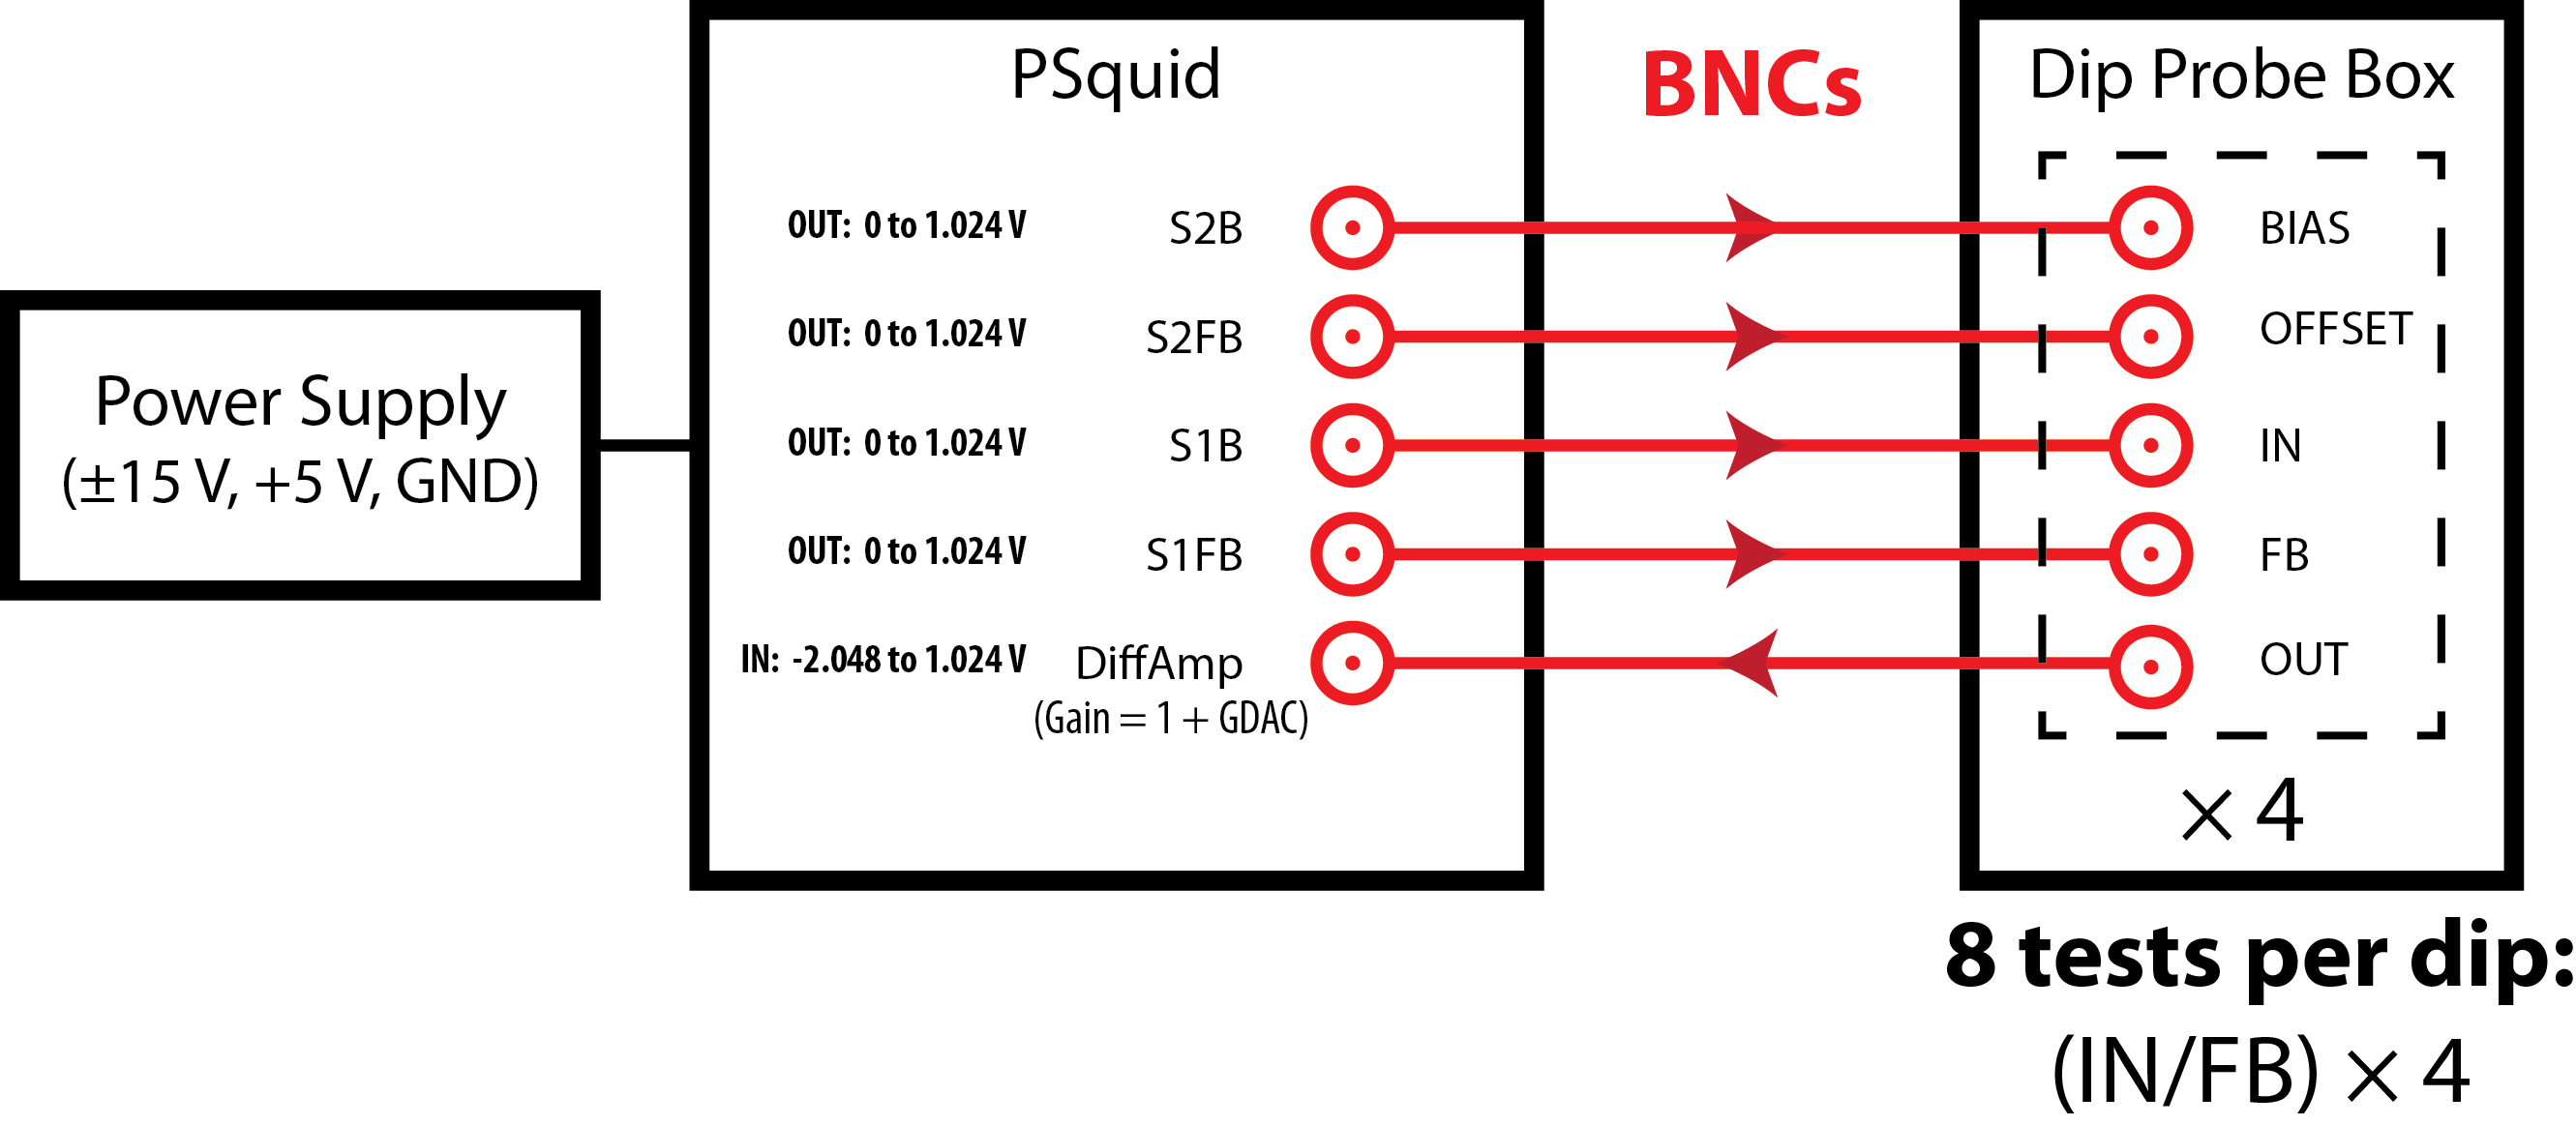 PSquid
BNCs
Dip Probe Box
OUT: 0 to 1.024 V
S2B
BIAS
OUT: 0 to 1.024 V
S2FB
OFFSET
Power Supply
(±15 V, +5 V, GND)
OUT: 0 to 1.024 V
S1B
IN
OUT: 0 to 1.024 V
S1FB
FB
IN: -2.048 to 1.024 V
DiffAmp
(Gain = 1 + GDAC)
OUT
× 4
8 tests per dip:
(IN/FB) × 4